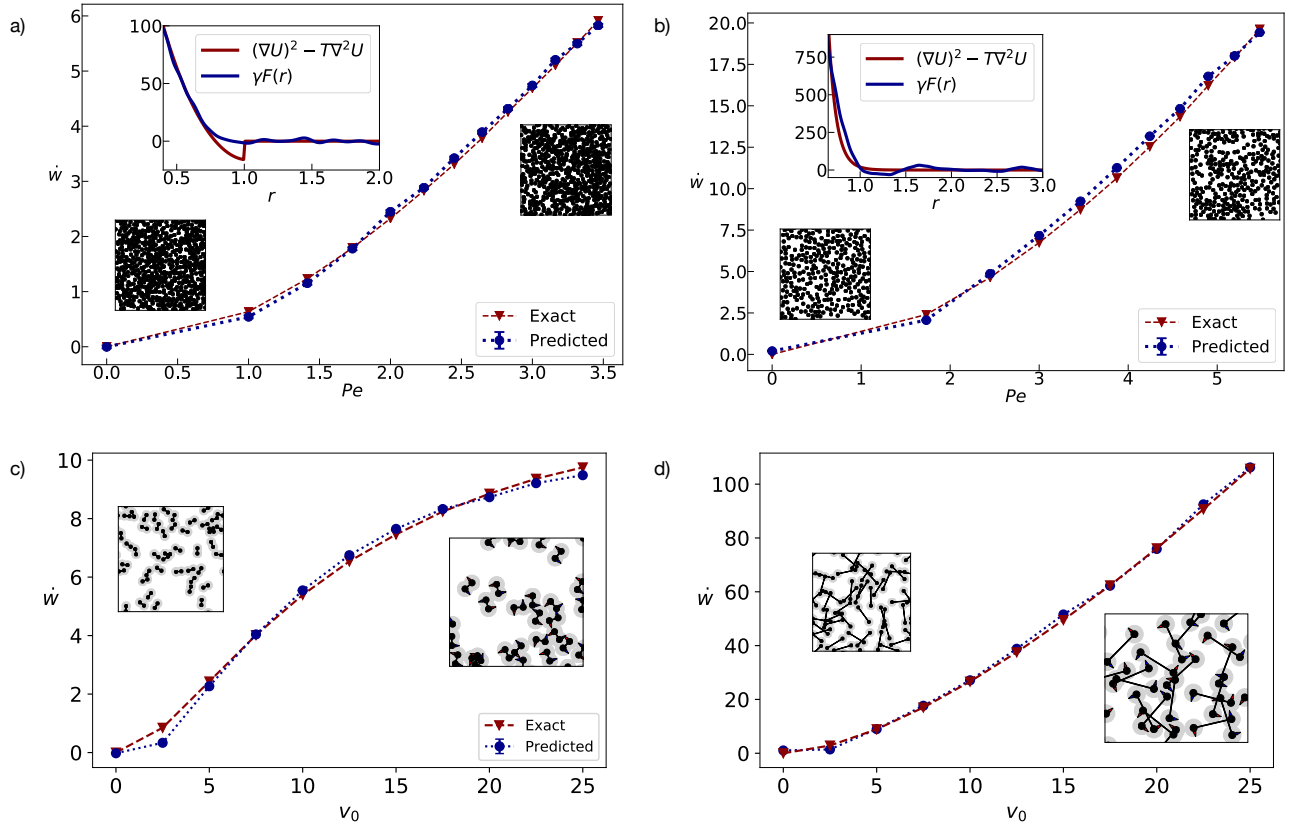 a)
6
5
4
3
2
1
0
ẇ
0.0 0.5 1.0 1.5 2.0 2.5 3.0 3.5
Pe
100
50
0
0.5 1.0 1.5 2.0
r
(∇U)² − T∇²U
γF(r)
Exact
Predicted
b)
20.0
17.5
15.0
12.5
10.0
7.5
5.0
2.5
0.0
ẇ
0 1 2 3 4 5
Pe
750
500
250
0
1.0 1.5 2.0 2.5 3.0
r
(∇U)² − T∇²U
γF(r)
Exact
Predicted
c)
10
8
6
4
2
0
ẇ
0 5 10 15 20 25
v₀
Exact
Predicted
d)
100
80
60
40
20
0
ẇ
0 5 10 15 20 25
v₀